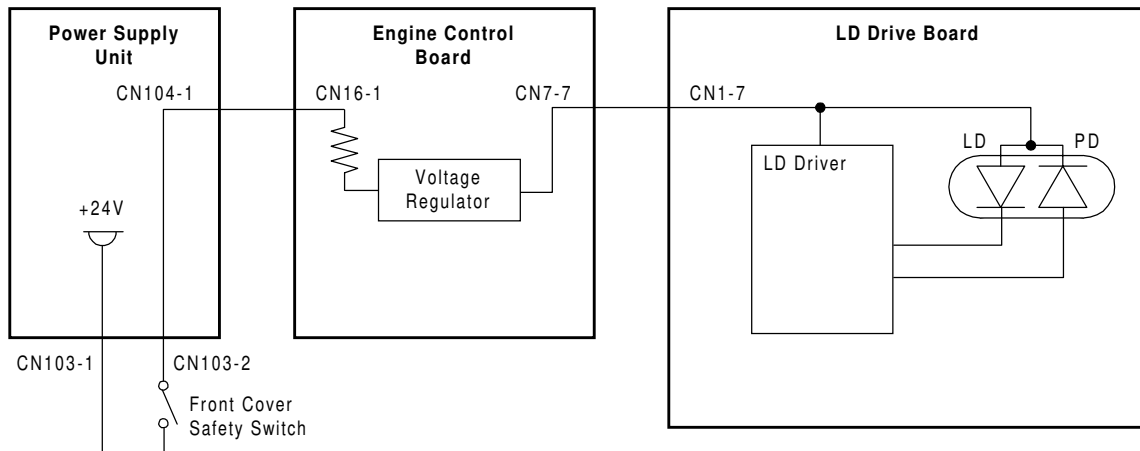 Power Supply
Unit
Engine Control
Board
LD Drive Board
CN104-1
CN16-1
CN7-7
CN1-7
LD
PD
LD Driver
Voltage
Regulator
+24V
CN103-1
CN103-2
Front Cover
Safety Switch